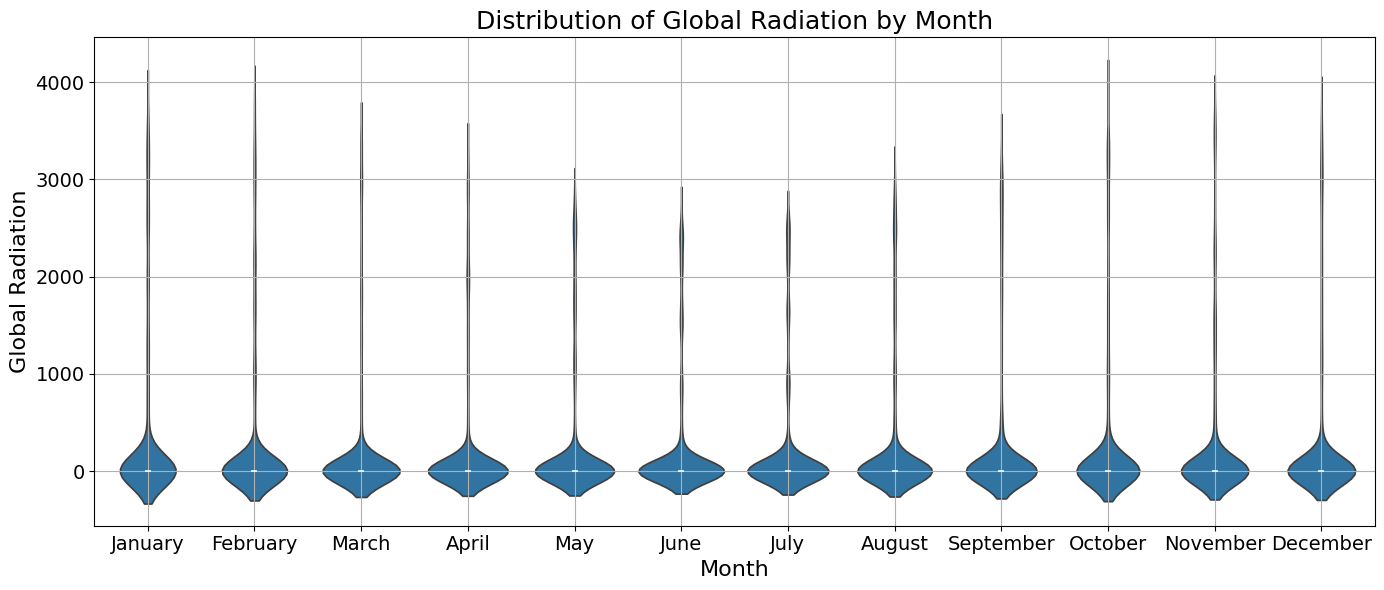 Distribution of Global Radiation by Month
Global Radiation
4000
3000
2000
1000
0
January February March April May June July August September October November December
Month